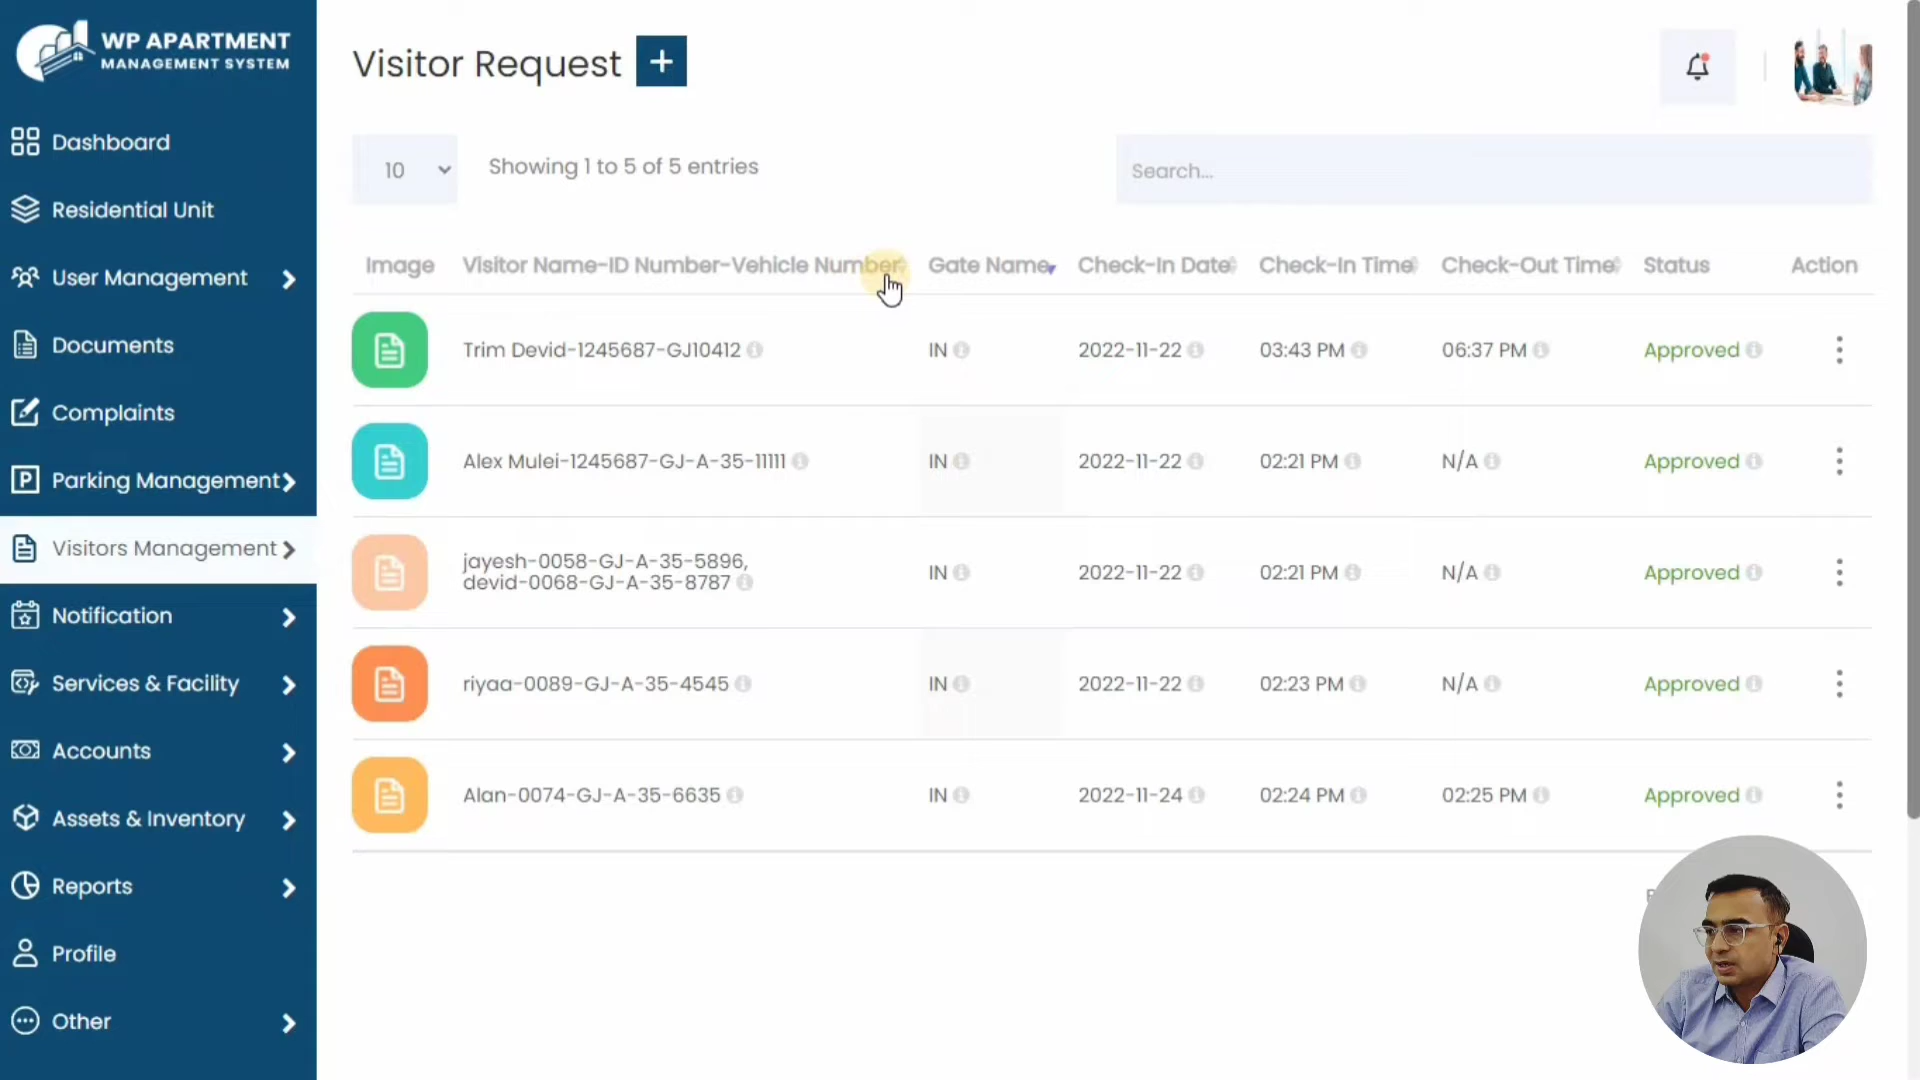 WP APARTMENT
MANAGEMENT SYSTEM
Dashboard
Residential Unit
User Management
Documents
Complaints
Parking Management
Visitors Management
Notification
Services & Facility
Accounts
Assets & Inventory
Reports
Profile
Other
Visitor Request +
10
Showing 1 to 5 of 5 entries
Search...
Image Visitor Name-ID Number-Vehicle Number Gate Name Check-In Date Check-In Time Check-Out Time Status Action
Trim Devid-1245687-GJ10412 IN 2022-11-22 03:43 PM 06:37 PM Approved
Alex Mulei-1245687-GJ-A-35-11111 IN 2022-11-22 02:21 PM N/A Approved
jayesh-0058-GJ-A-35-5896,
devid-0068-GJ-A-35-8787 IN 2022-11-22 02:21 PM N/A Approved
riyaa-0089-GJ-A-35-4545 IN 2022-11-22 02:23 PM N/A Approved
Alan-0074-GJ-A-35-6635 IN 2022-11-24 02:24 PM 02:25 PM Approved